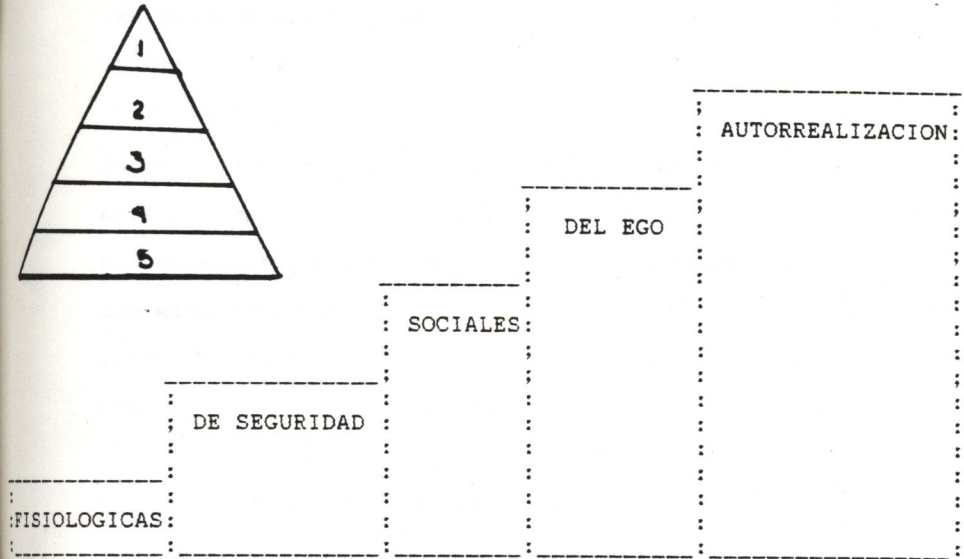 1
2
3
4
5
AUTORREALIZACION
DEL EGO
SOCIALES
DE SEGURIDAD
FISIOLOGICAS